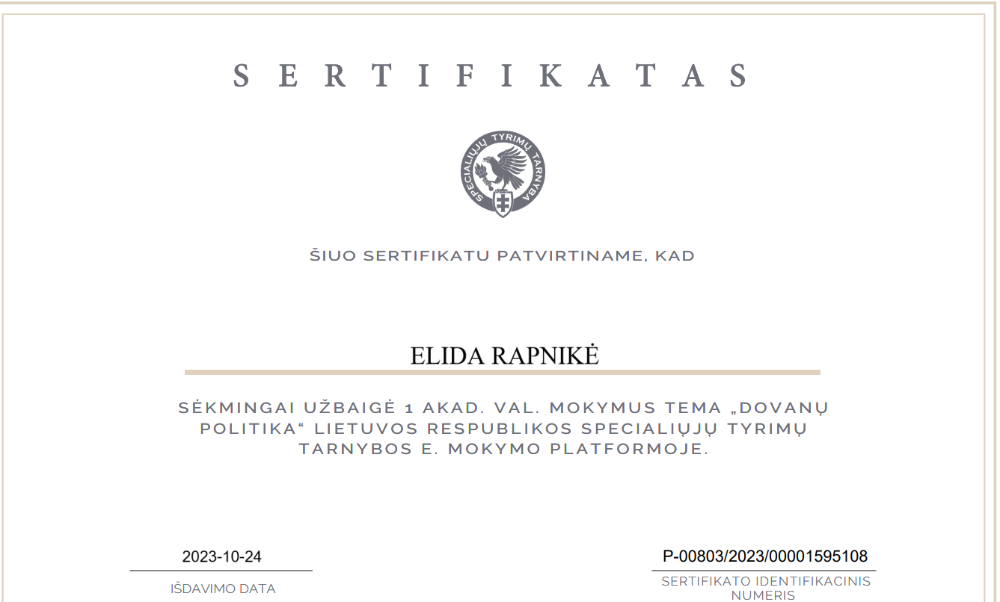 SERTIFIKATAS
SPECIALIŲJŲ TYRIMŲ TARNYBA
ŠIUO SERTIFIKATU PATVIRTINAME, KAD
ELIDA RAPNIKĖ
SĖKMINGAI UŽBAIGĖ 1 AKAD. VAL. MOKYMUS TEMA „DOVANŲ
POLITIKA“ LIETUVOS RESPUBLIKOS SPECIALIŲJŲ TYRIMŲ
TARNYBOS E. MOKYMO PLATFORMOJE.
2023-10-24
IŠDAVIMO DATA
P-00803/2023/00001595108
SERTIFIKATO IDENTIFIKACINIS
NUMERIS